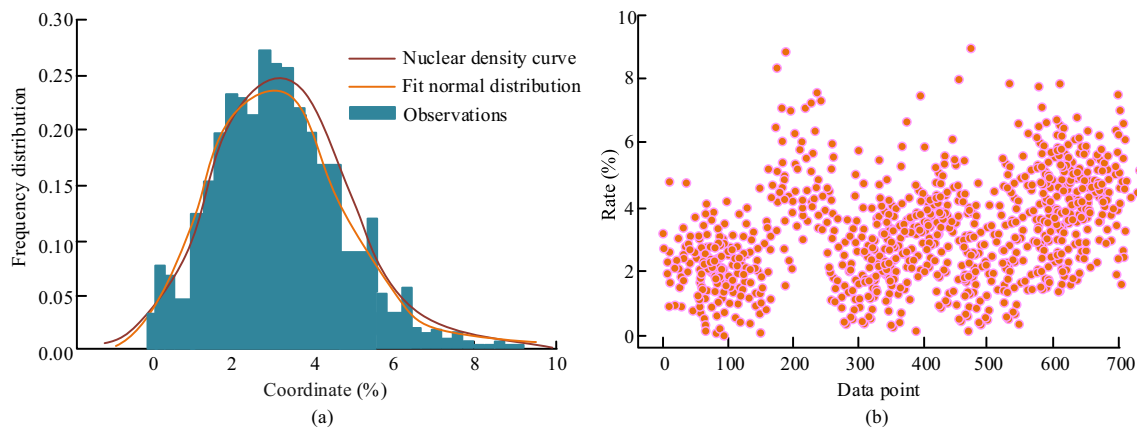 0.30
0.25
0.20
0.15
0.10
0.05
0.00
Frequency distribution
Nuclear density curve
Fit normal distribution
Observations
0 2 4 6 8 10
Coordinate (%)
(a)
10
8
6
4
2
0
Rate (%)
0 100 200 300 400 500 600 700
Data point
(b)